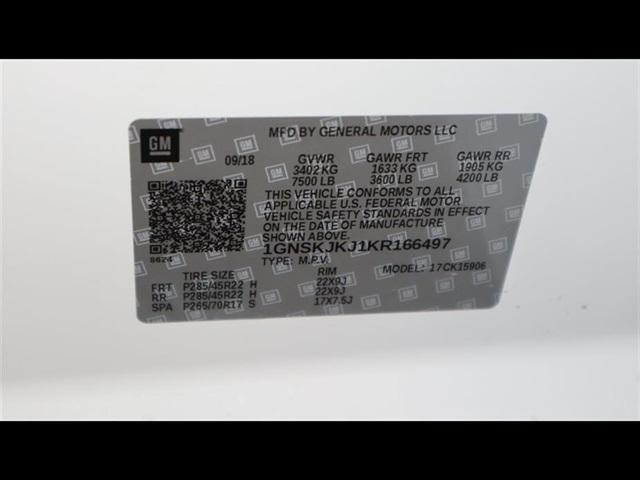 GM
MFD BY GENERAL MOTORS LLC
09/18 GVWR GAWR FRT GAWR RR
3402 KG 1633 KG 1905 KG
7500 LB 3600 LB 4200 LB
THIS VEHICLE CONFORMS TO ALL
APPLICABLE U.S. FEDERAL MOTOR
VEHICLE SAFETY STANDARDS IN EFFECT
ON THE DATE OF MANUFACTURE
SHOWN ABOVE.
1GNSKJKJ1KR166497
8624 TYPE: M.P.V. MODEL: 17CK15906
TIRE SIZE RIM
FRT P285/45R22 H 22X9J
RR P285/45R22 H 22X9J
SPA P265/70R17 S 17X7.5J